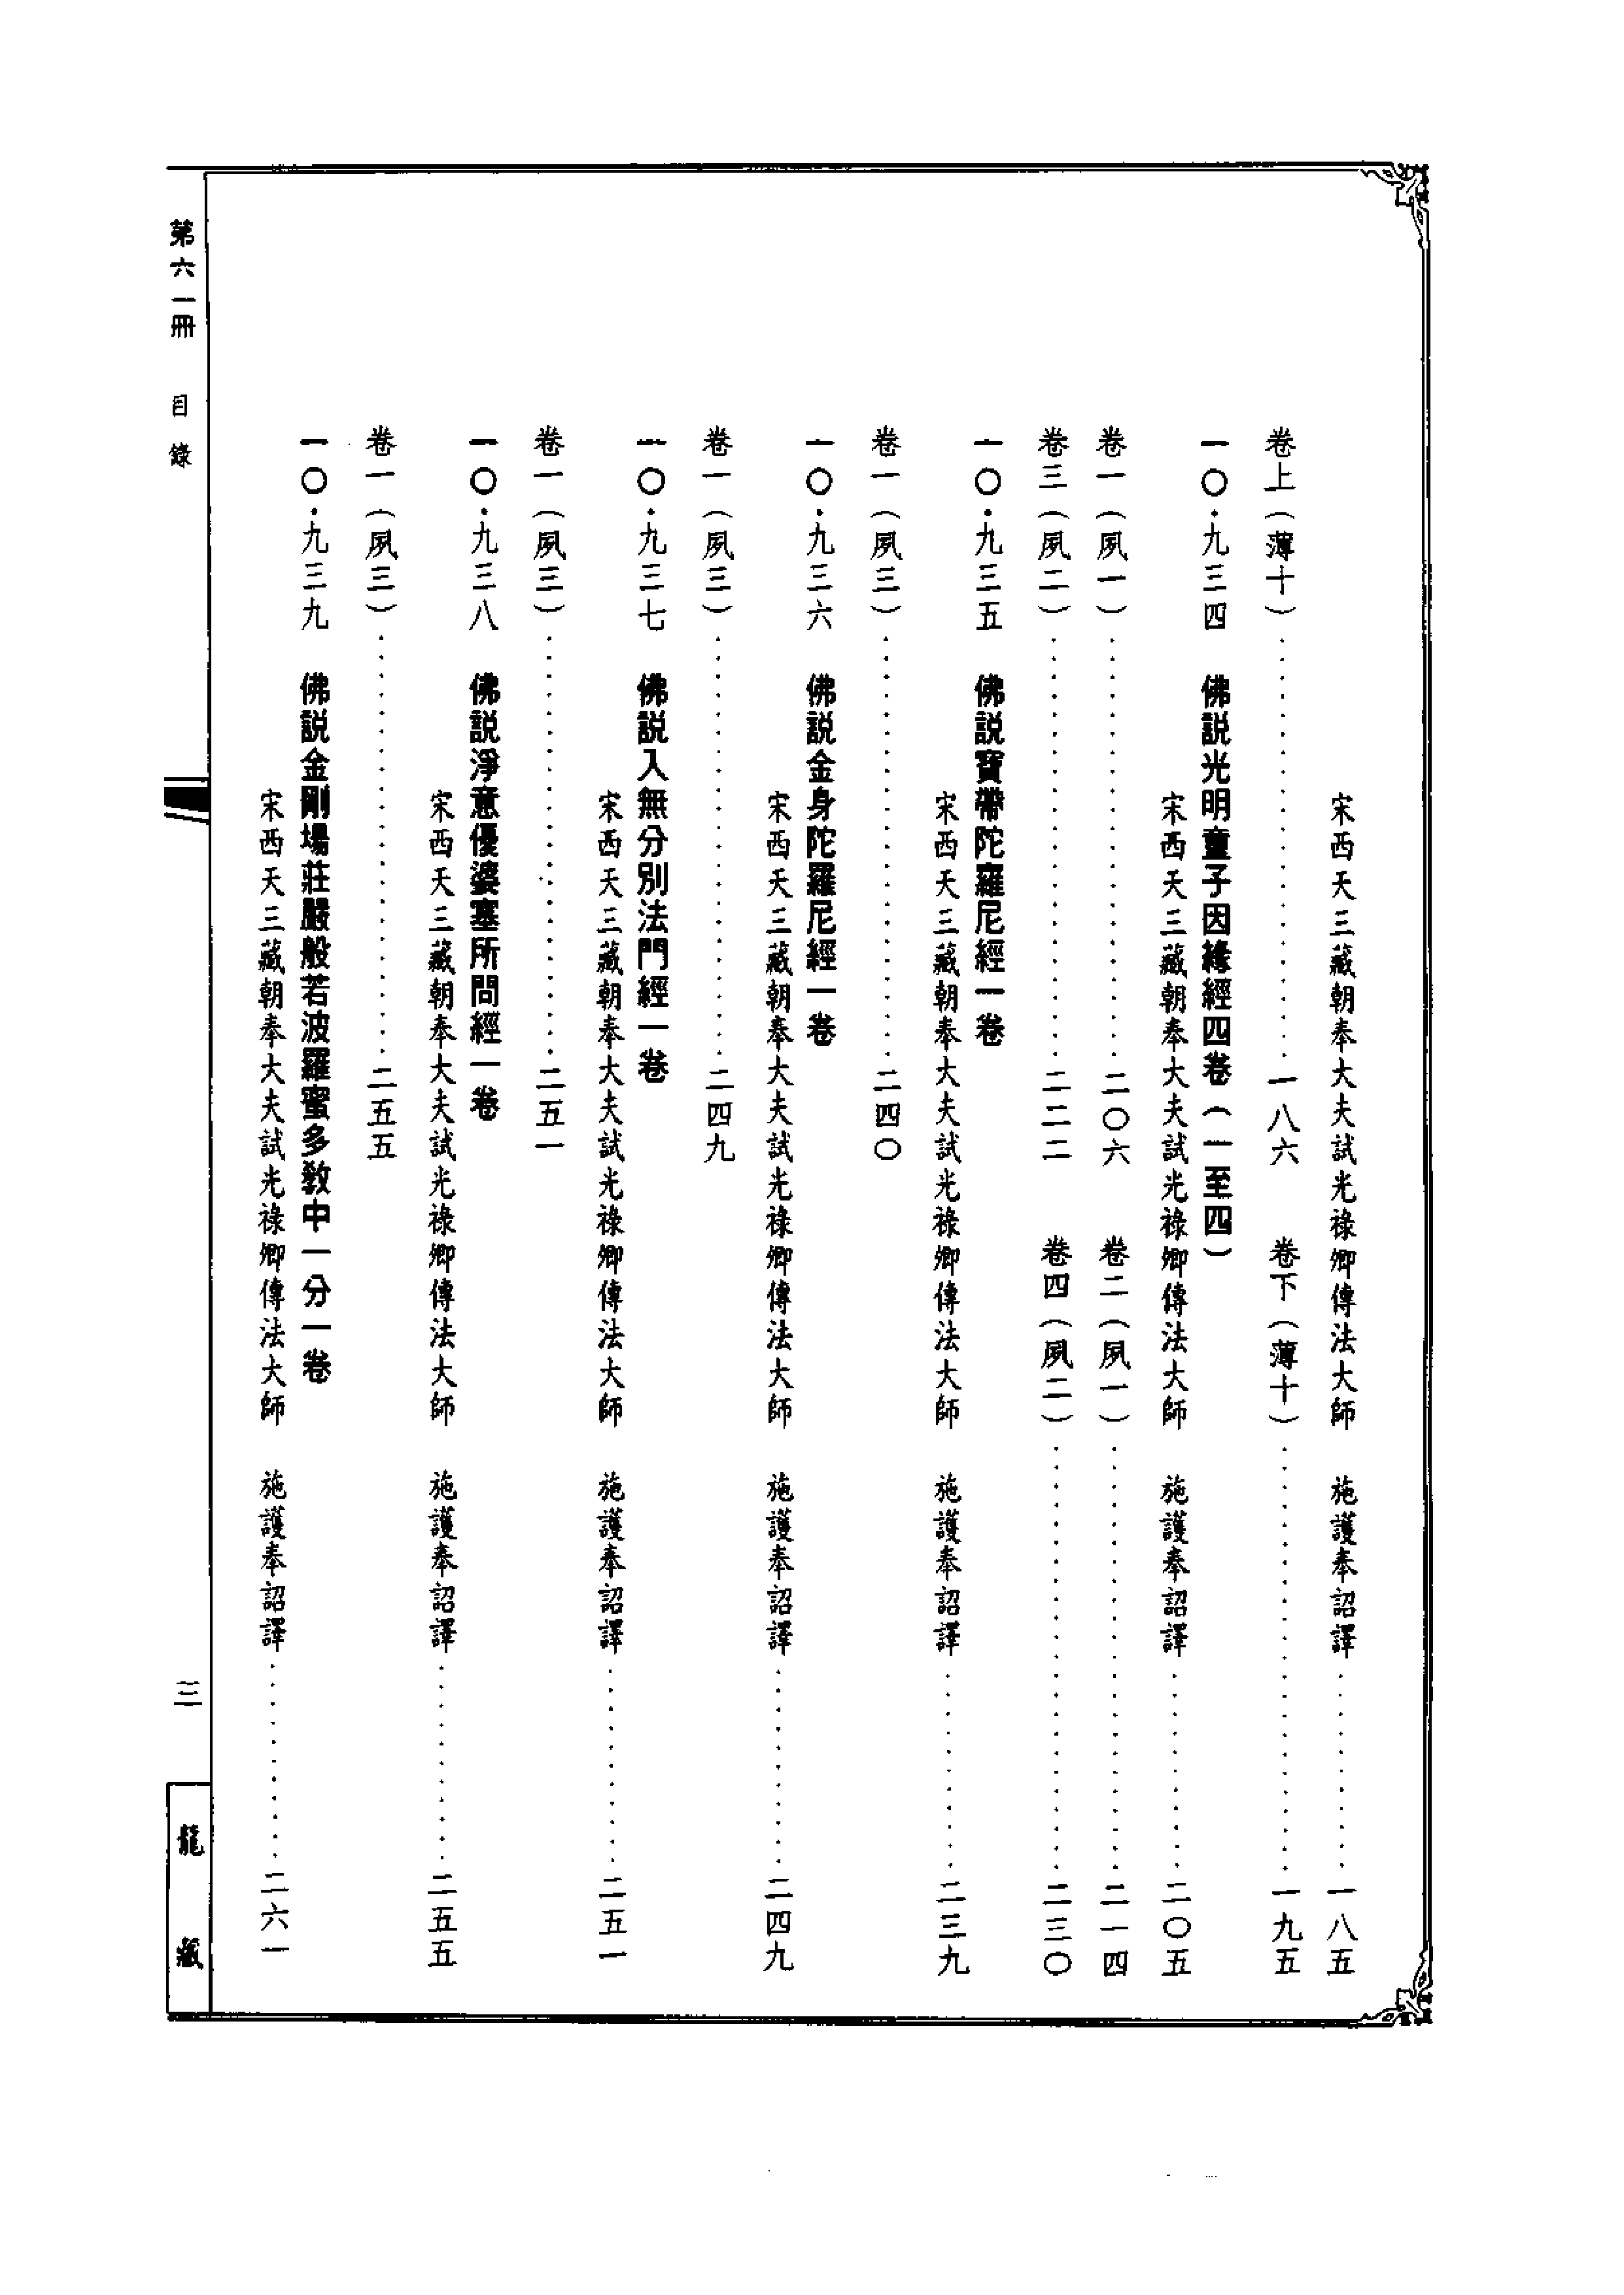 宋西天三藏朝奉大夫試光祿卿傳法大師　施護奉詔譯…………一八五
卷上（薄十）…………一八六　卷下（薄十）…………一九五
一〇·九三四　佛說光明童子因緣經四卷（一至四）
宋西天三藏朝奉大夫試光祿卿傳法大師　施護奉詔譯…………二〇五
卷一（夙一）…………二〇六　卷二（夙一）…………二一四
卷三（夙二）…………二二二　卷四（夙二）…………二三〇
一〇·九三五　佛說寶帶陀羅尼經一卷
宋西天三藏朝奉大夫試光祿卿傳法大師　施護奉詔譯…………二三九
卷一（夙三）…………二四〇
一〇·九三六　佛說金身陀羅尼經一卷
宋西天三藏朝奉大夫試光祿卿傳法大師　施護奉詔譯…………二四九
卷一（夙三）…………二四九
一〇·九三七　佛說入無分別法門經一卷
宋西天三藏朝奉大夫試光祿卿傳法大師　施護奉詔譯…………二五一
卷一（夙三）…………二五一
一〇·九三八　佛說淨意優婆塞所問經一卷
宋西天三藏朝奉大夫試光祿卿傳法大師　施護奉詔譯…………二五五
卷一（夙三）…………二五五
一〇·九三九　佛說金剛場莊嚴般若波羅蜜多教中一分一卷
宋西天三藏朝奉大夫試光祿卿傳法大師　施護奉詔譯…………二六一
第六一冊　目錄　三　龍藏